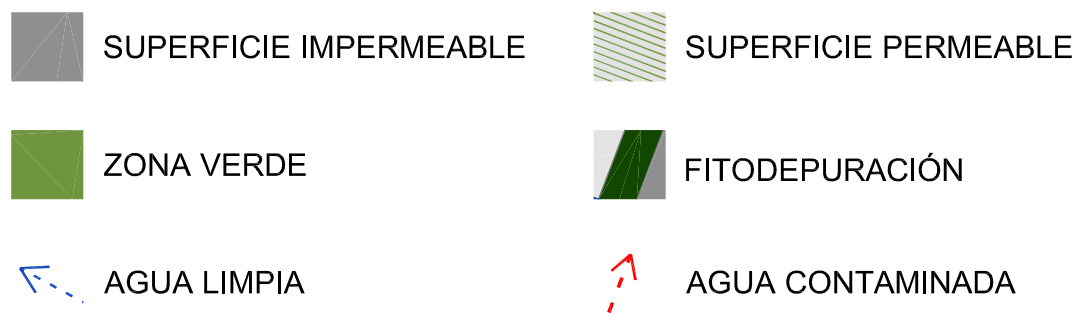 SUPERFICIE IMPERMEABLE
SUPERFICIE PERMEABLE
ZONA VERDE
FITODEPURACIÓN
AGUA LIMPIA
AGUA CONTAMINADA